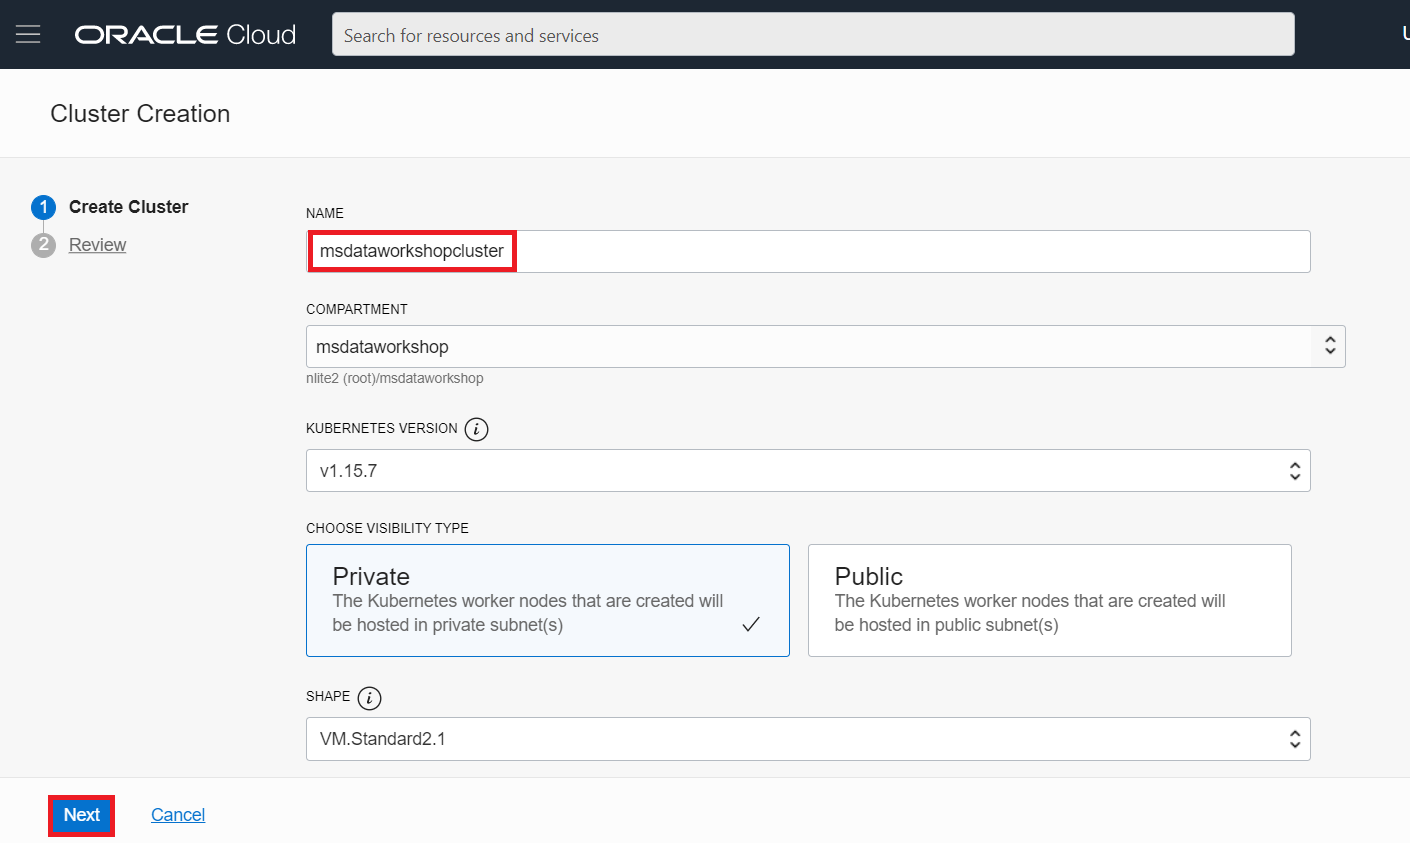 ORACLE Cloud
Search for resources and services
U
Cluster Creation
1 Create Cluster
2 Review
NAME
msdataworkshopcluster
COMPARTMENT
msdataworkshop
nlite2 (root)/msdataworkshop
KUBERNETES VERSION i
v1.15.7
CHOOSE VISIBILITY TYPE
Private
The Kubernetes worker nodes that are created will
be hosted in private subnet(s)
Public
The Kubernetes worker nodes that are created will
be hosted in public subnet(s)
SHAPE i
VM.Standard2.1
Next Cancel